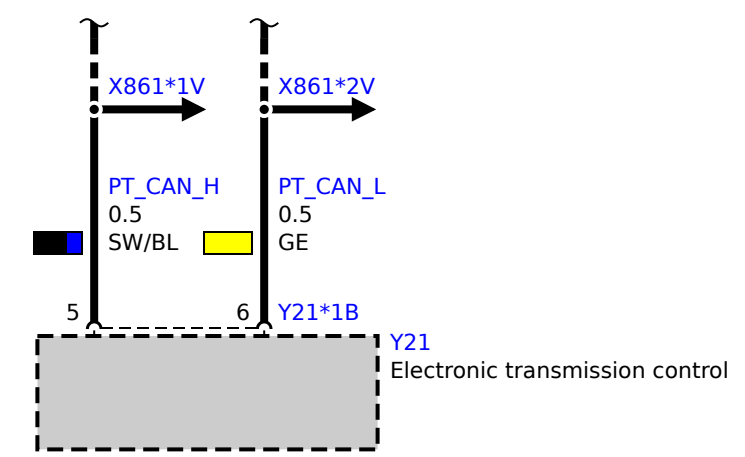 X861*1V X861*2V
PT_CAN_H PT_CAN_L
0.5 0.5
SW/BL GE
5 6 Y21*1B
Y21
Electronic transmission control